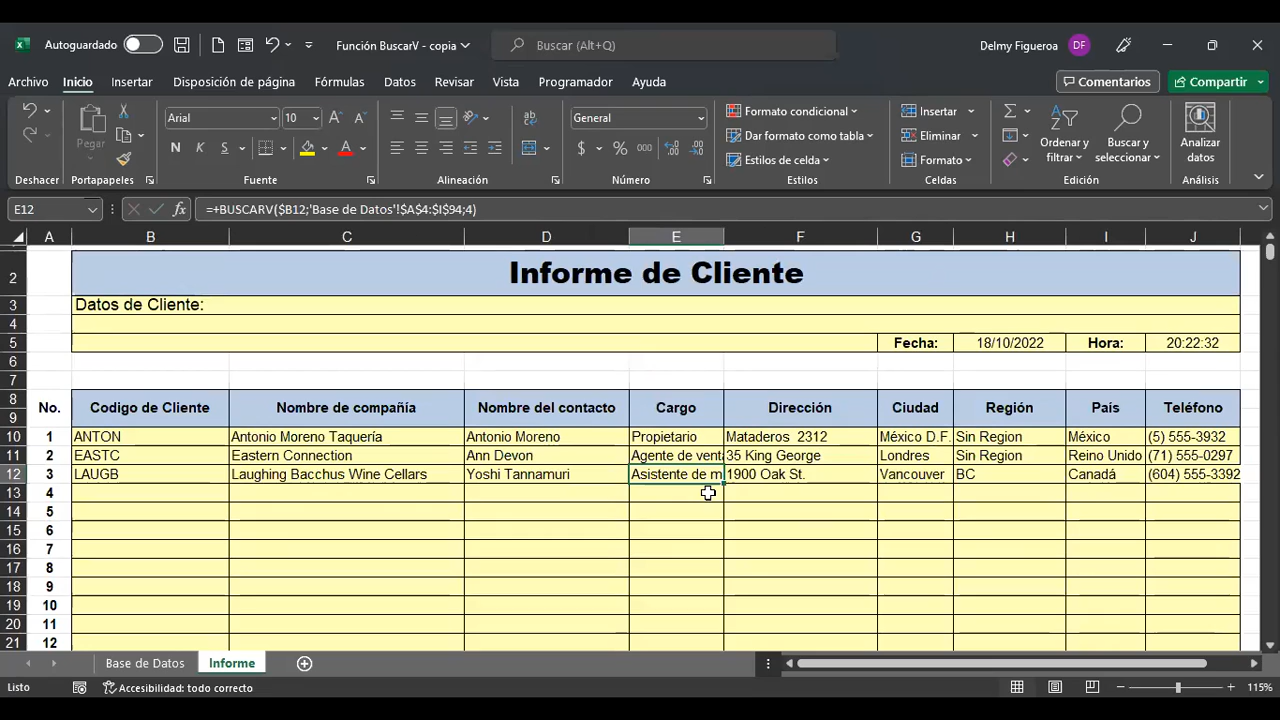 Autoguardado
Función BuscarV - copia
Buscar (Alt+Q)
Delmy Figueroa
DF
Archivo
Inicio
Insertar
Disposición de página
Fórmulas
Datos
Revisar
Vista
Programador
Ayuda
Comentarios
Compartir
Pegar
Arial
10
N K S
General
$ % 000
Formato condicional
Dar formato como tabla
Estilos de celda
Insertar
Eliminar
Formato
Ordenar y filtrar
Buscar y seleccionar
Analizar datos
Deshacer
Portapapeles
Fuente
Alineación
Número
Estilos
Celdas
Edición
Análisis
E12
=+BUSCARV($B12;'Base de Datos'!$A$4:$I$94;4)
A B C D E F G H I J
2 Informe de Cliente
3 Datos de Cliente:
4
5 Fecha: 18/10/2022 Hora: 20:22:32
6
7
8
9 No. Codigo de Cliente Nombre de compañía Nombre del contacto Cargo Dirección Ciudad Región País Teléfono
10 1 ANTON Antonio Moreno Taquería Antonio Moreno Propietario Mataderos 2312 México D.F. Sin Region México (5) 555-3932
11 2 EASTC Eastern Connection Ann Devon Agente de venta 35 King George Londres Sin Region Reino Unido (71) 555-0297
12 3 LAUGB Laughing Bacchus Wine Cellars Yoshi Tannamuri Asistente de m 1900 Oak St. Vancouver BC Canadá (604) 555-3392
13 4
14 5
15 6
16 7
17 8
18 9
19 10
20 11
21 12
Base de Datos
Informe
Listo
Accesibilidad: todo correcto
115%